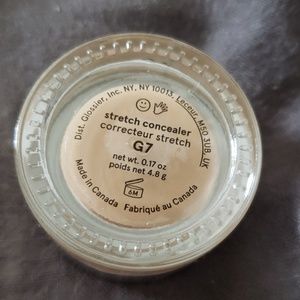 Dist. Glossier, Inc. NY, NY 10013, Leceur, M50 3UB, UK
stretch concealer
correcteur stretch
G7
net wt. 0.17 oz
poids net 4.8 g
6M
Made in Canada Fabriqué au Canada